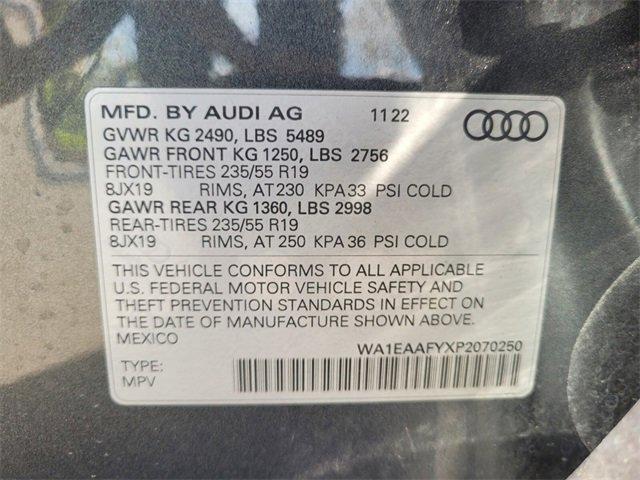 MFD. BY AUDI AG 11 22
GVWR KG 2490, LBS 5489
GAWR FRONT KG 1250, LBS 2756
FRONT-TIRES 235/55 R19
8JX19 RIMS, AT 230 KPA 33 PSI COLD
GAWR REAR KG 1360, LBS 2998
REAR-TIRES 235/55 R19
8JX19 RIMS, AT 250 KPA 36 PSI COLD
THIS VEHICLE CONFORMS TO ALL APPLICABLE
U.S. FEDERAL MOTOR VEHICLE SAFETY AND
THEFT PREVENTION STANDARDS IN EFFECT ON
THE DATE OF MANUFACTURE SHOWN ABOVE.
MEXICO
WA1EAAFYXP2070250
TYPE:
MPV